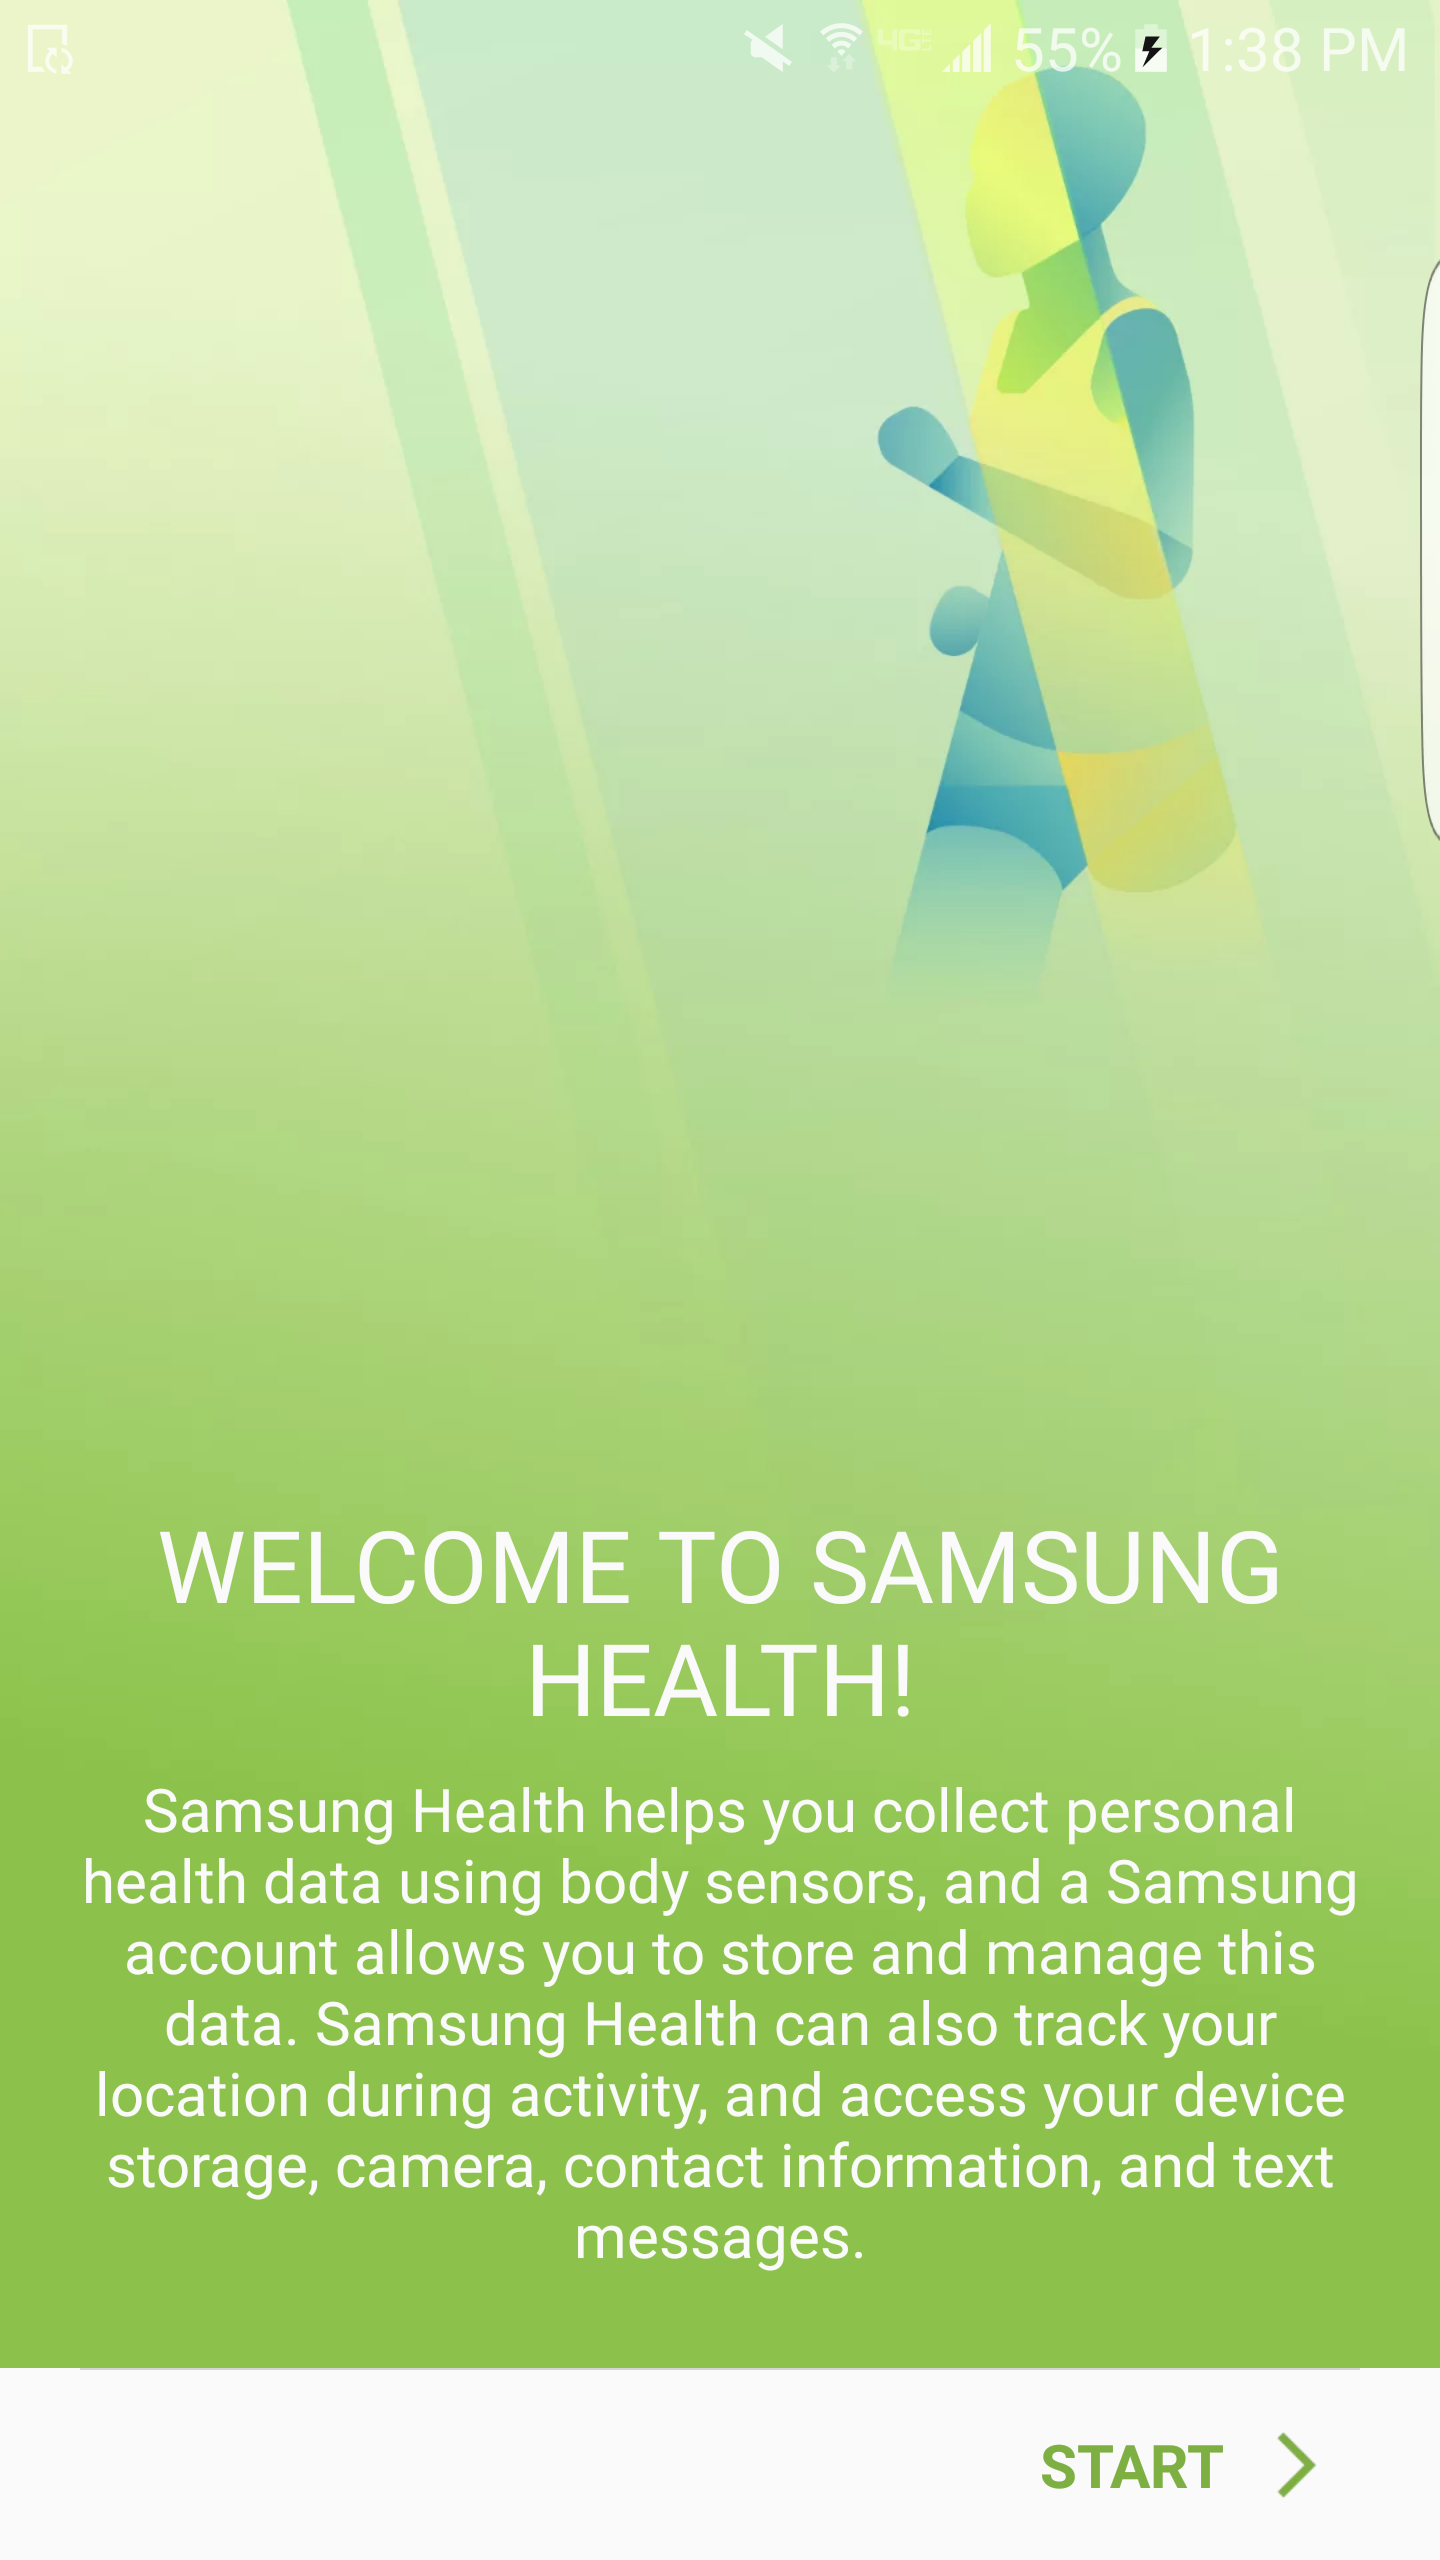 4G 55% 1:38 PM
WELCOME TO SAMSUNG
HEALTH!
Samsung Health helps you collect personal
health data using body sensors, and a Samsung
account allows you to store and manage this
data. Samsung Health can also track your
location during activity, and access your device
storage, camera, contact information, and text
messages.
START